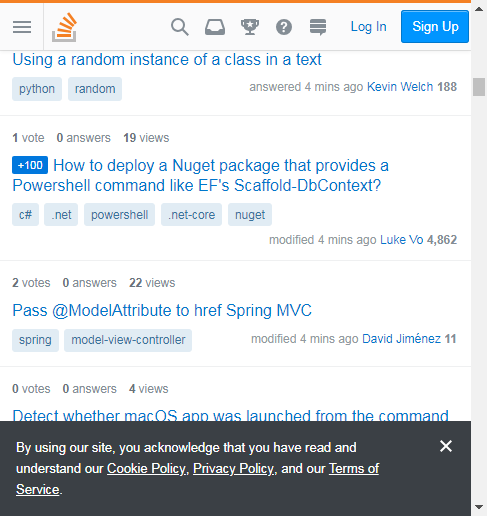 Log In Sign Up
Using a random instance of a class in a text
python random
answered 4 mins ago Kevin Welch 188
1 vote 0 answers 19 views
+100 How to deploy a Nuget package that provides a
Powershell command like EF's Scaffold-DbContext?
c# .net powershell .net-core nuget
modified 4 mins ago Luke Vo 4,862
2 votes 0 answers 22 views
Pass @ModelAttribute to href Spring MVC
spring model-view-controller
modified 4 mins ago David Jiménez 11
0 votes 0 answers 4 views
Detect whether macOS app was launched from the command
By using our site, you acknowledge that you have read and
understand our Cookie Policy, Privacy Policy, and our Terms of
Service.